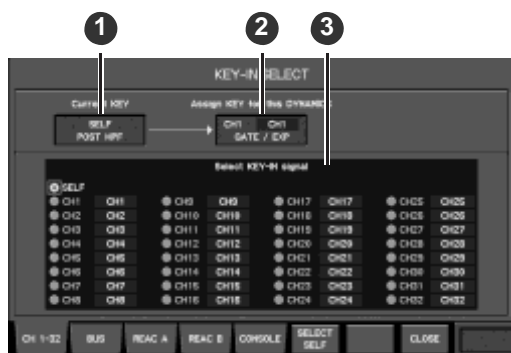 1 2 3
KEY-IN SELECT
Current KEY Assign KEY for this DYNAMICS
SELF CH1 CH1
POST HPF GATE / EXP
Select KEY-IN signal
SELF
CH1 CH1 CH9 CH9 CH17 CH17 CH25 CH25
CH2 CH2 CH10 CH10 CH18 CH18 CH26 CH26
CH3 CH3 CH11 CH11 CH19 CH19 CH27 CH27
CH4 CH4 CH12 CH12 CH20 CH20 CH28 CH28
CH5 CH5 CH13 CH13 CH21 CH21 CH29 CH29
CH6 CH6 CH14 CH14 CH22 CH22 CH30 CH30
CH7 CH7 CH15 CH15 CH23 CH23 CH31 CH31
CH8 CH8 CH16 CH16 CH24 CH24 CH32 CH32
CH 1-32 BUS REAC A REAC B CONSOLE SELECT SELF CLOSE